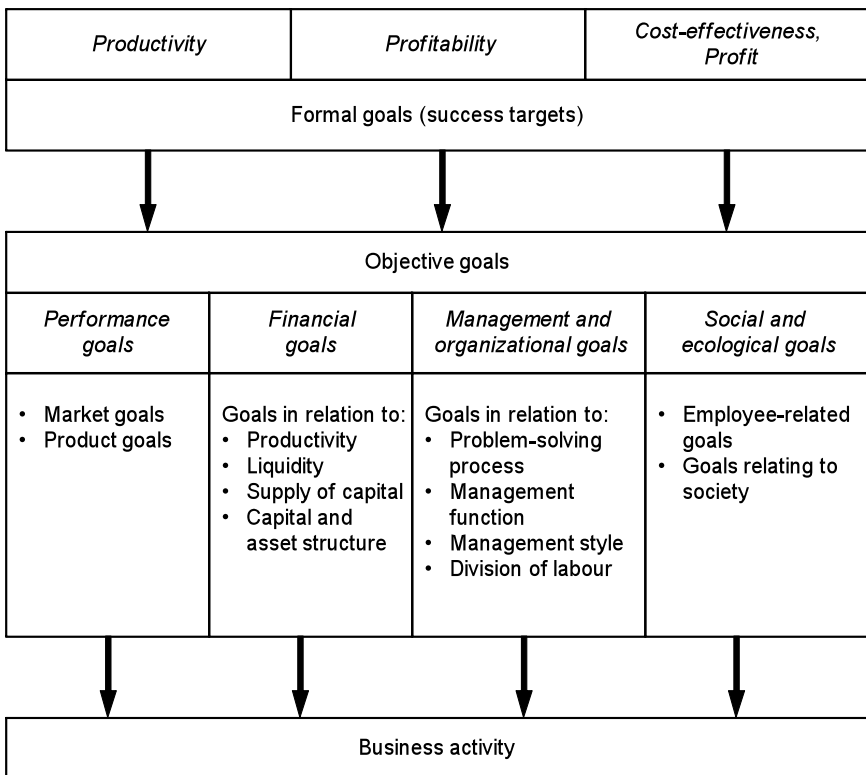 Productivity
Profitability
Cost-effectiveness,
Profit
Formal goals (success targets)
Objective goals
Performance
goals
Financial
goals
Management and
organizational goals
Social and
ecological goals
• Market goals
• Product goals
Goals in relation to:
• Productivity
• Liquidity
• Supply of capital
• Capital and
asset structure
Goals in relation to:
• Problem-solving
process
• Management
function
• Management style
• Division of labour
• Employee-related
goals
• Goals relating to
society
Business activity